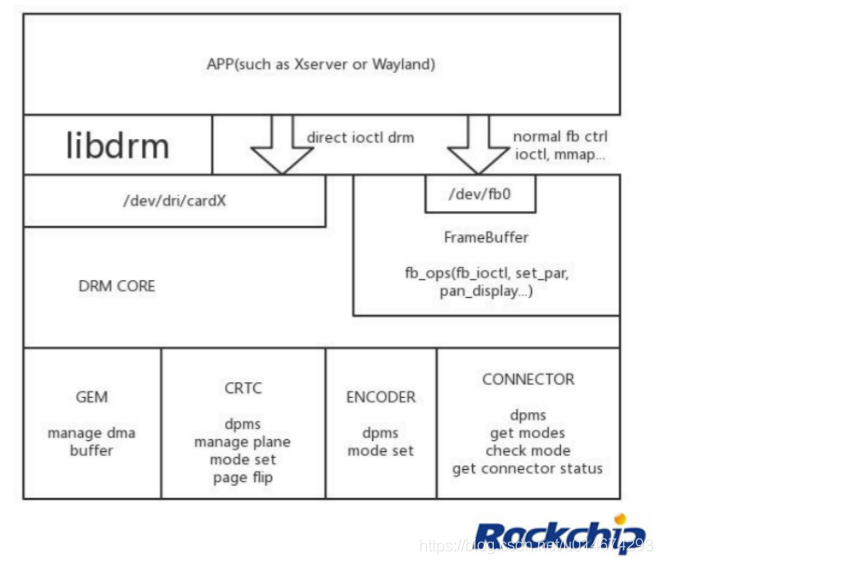 APP(such as Xserver or Wayland)
libdrm
direct ioctl drm
normal fb ctrl
ioctl, mmap...
/dev/dri/cardX
/dev/fb0
FrameBuffer
fb_ops(fb_ioctl, set_par,
pan_display...)
DRM CORE
GEM
manage dma
buffer
CRTC
dpms
manage plane
mode set
page flip
ENCODER
dpms
mode set
CONNECTOR
dpms
get modes
check mode
get connector status
Rockchip